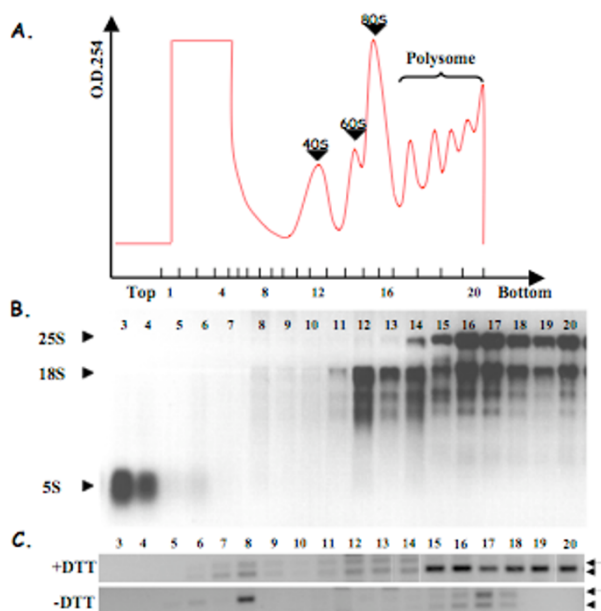 A.
O.D.254
40S
60S
80S
Polysome
Top 1 4 8 12 16 20 Bottom
B.
3 4 5 6 7 8 9 10 11 12 13 14 15 16 17 18 19 20
25S
18S
5S
C.
3 4 5 6 7 8 9 10 11 12 13 14 15 16 17 18 19 20
+DTT
-DTT